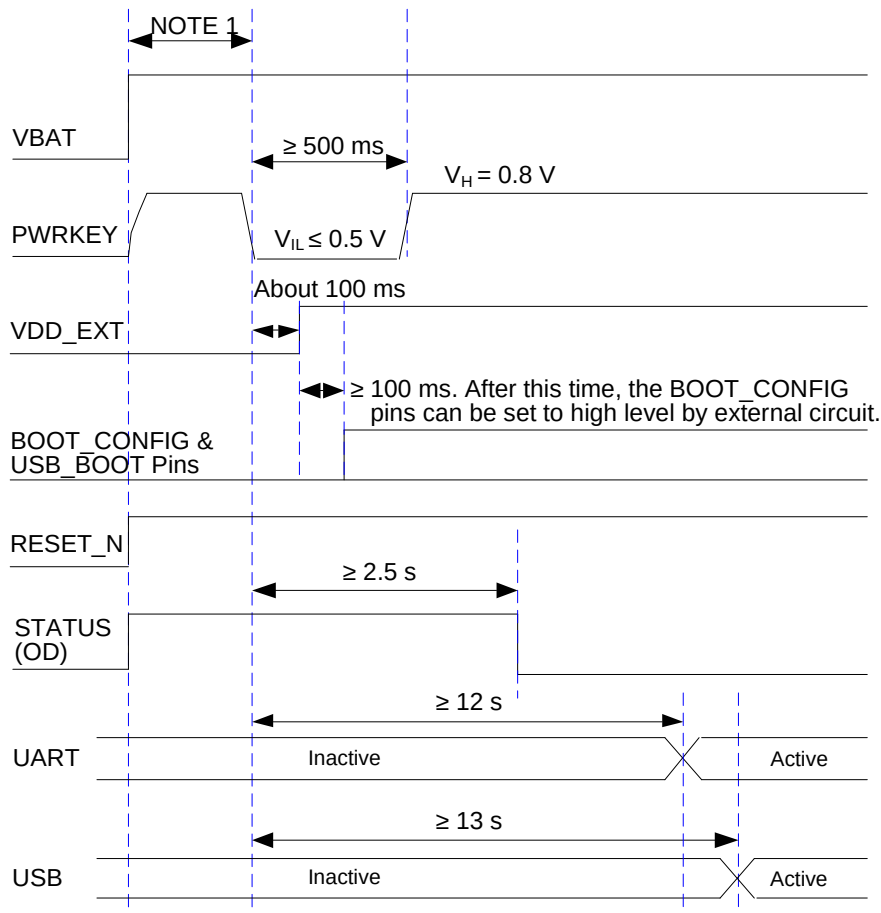 NOTE 1
VBAT
≥ 500 ms
V_H = 0.8 V
PWRKEY
V_IL ≤ 0.5 V
About 100 ms
VDD_EXT
≥ 100 ms. After this time, the BOOT_CONFIG
pins can be set to high level by external circuit.
BOOT_CONFIG &
USB_BOOT Pins
RESET_N
≥ 2.5 s
STATUS
(OD)
≥ 12 s
UART
Inactive
Active
≥ 13 s
USB
Inactive
Active